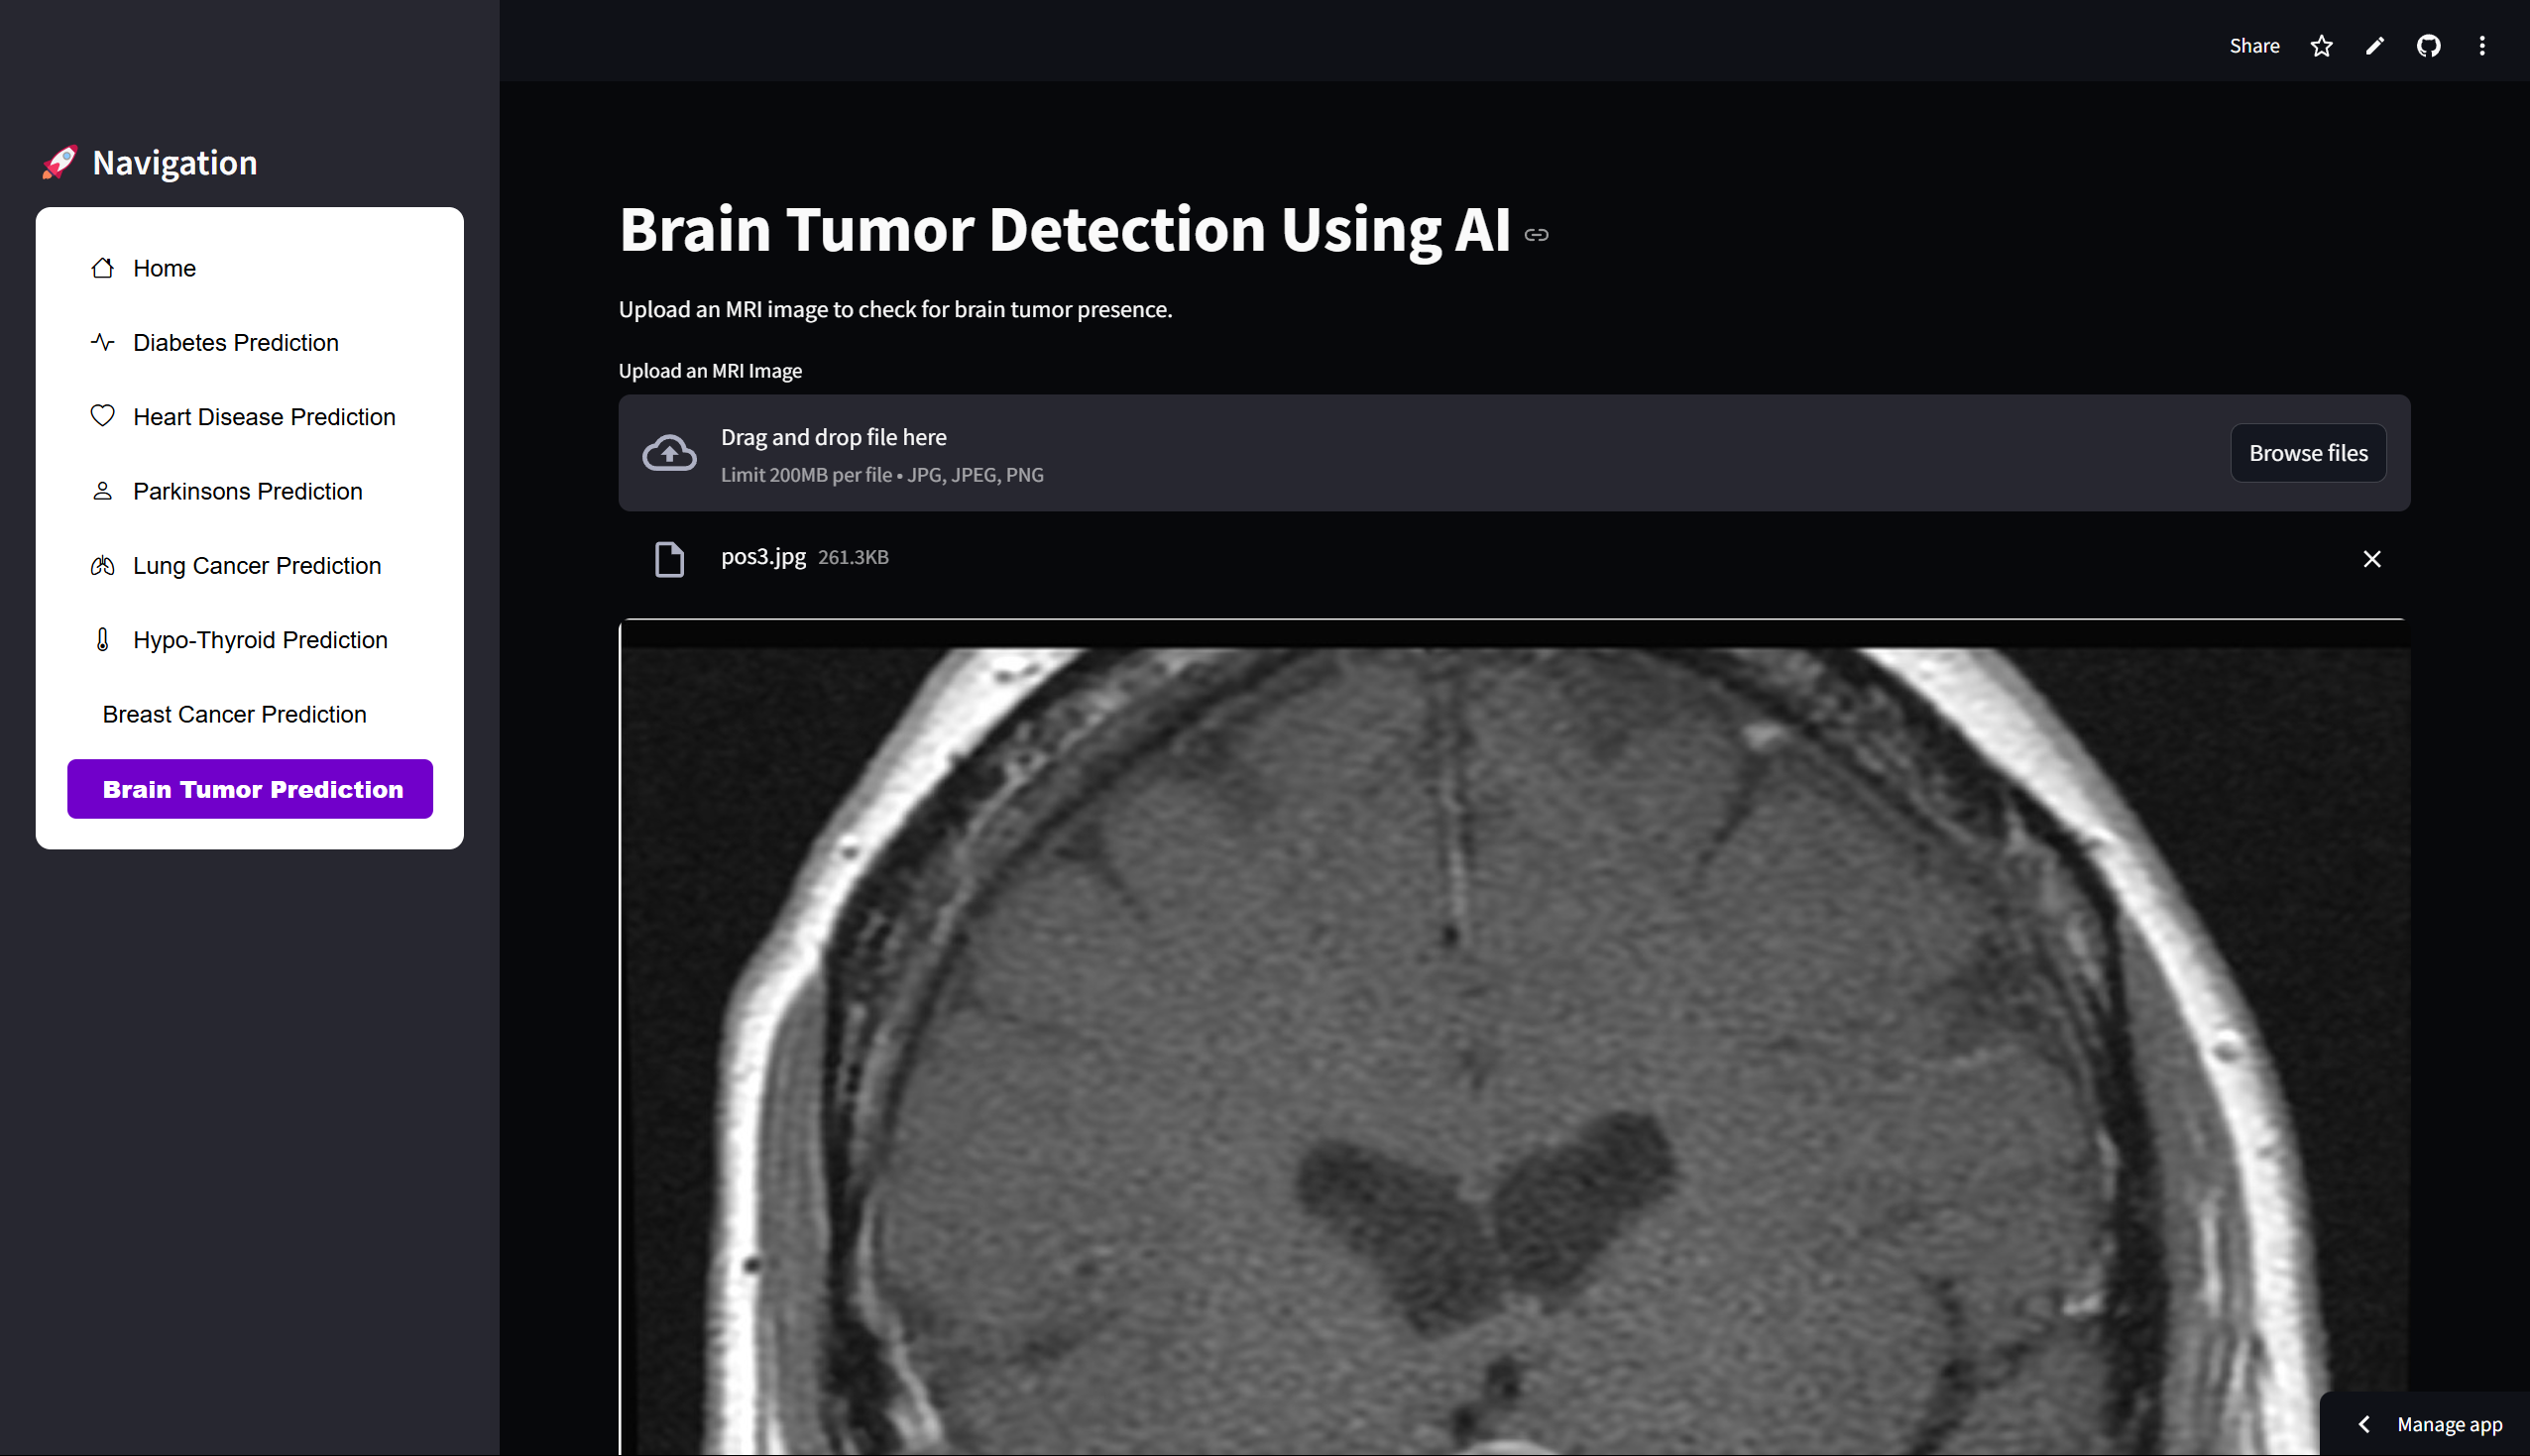 Share
Navigation
Home
Diabetes Prediction
Heart Disease Prediction
Parkinsons Prediction
Lung Cancer Prediction
Hypo-Thyroid Prediction
Breast Cancer Prediction
Brain Tumor Prediction
Brain Tumor Detection Using AI
Upload an MRI image to check for brain tumor presence.
Upload an MRI Image
Drag and drop file here
Limit 200MB per file • JPG, JPEG, PNG
Browse files
pos3.jpg 261.3KB
Manage app